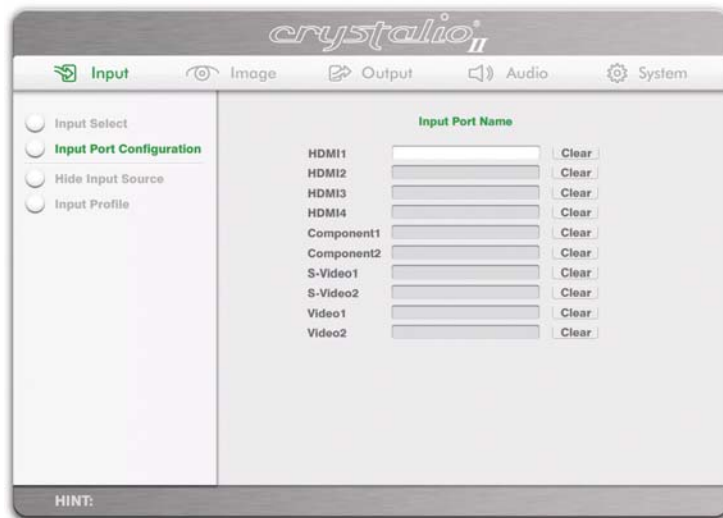 crystalio® II
Input Image Output Audio System
Input Select
Input Port Configuration
Hide Input Source
Input Profile
Input Port Name
HDMI1 Clear
HDMI2 Clear
HDMI3 Clear
HDMI4 Clear
Component1 Clear
Component2 Clear
S-Video1 Clear
S-Video2 Clear
Video1 Clear
Video2 Clear
HINT: